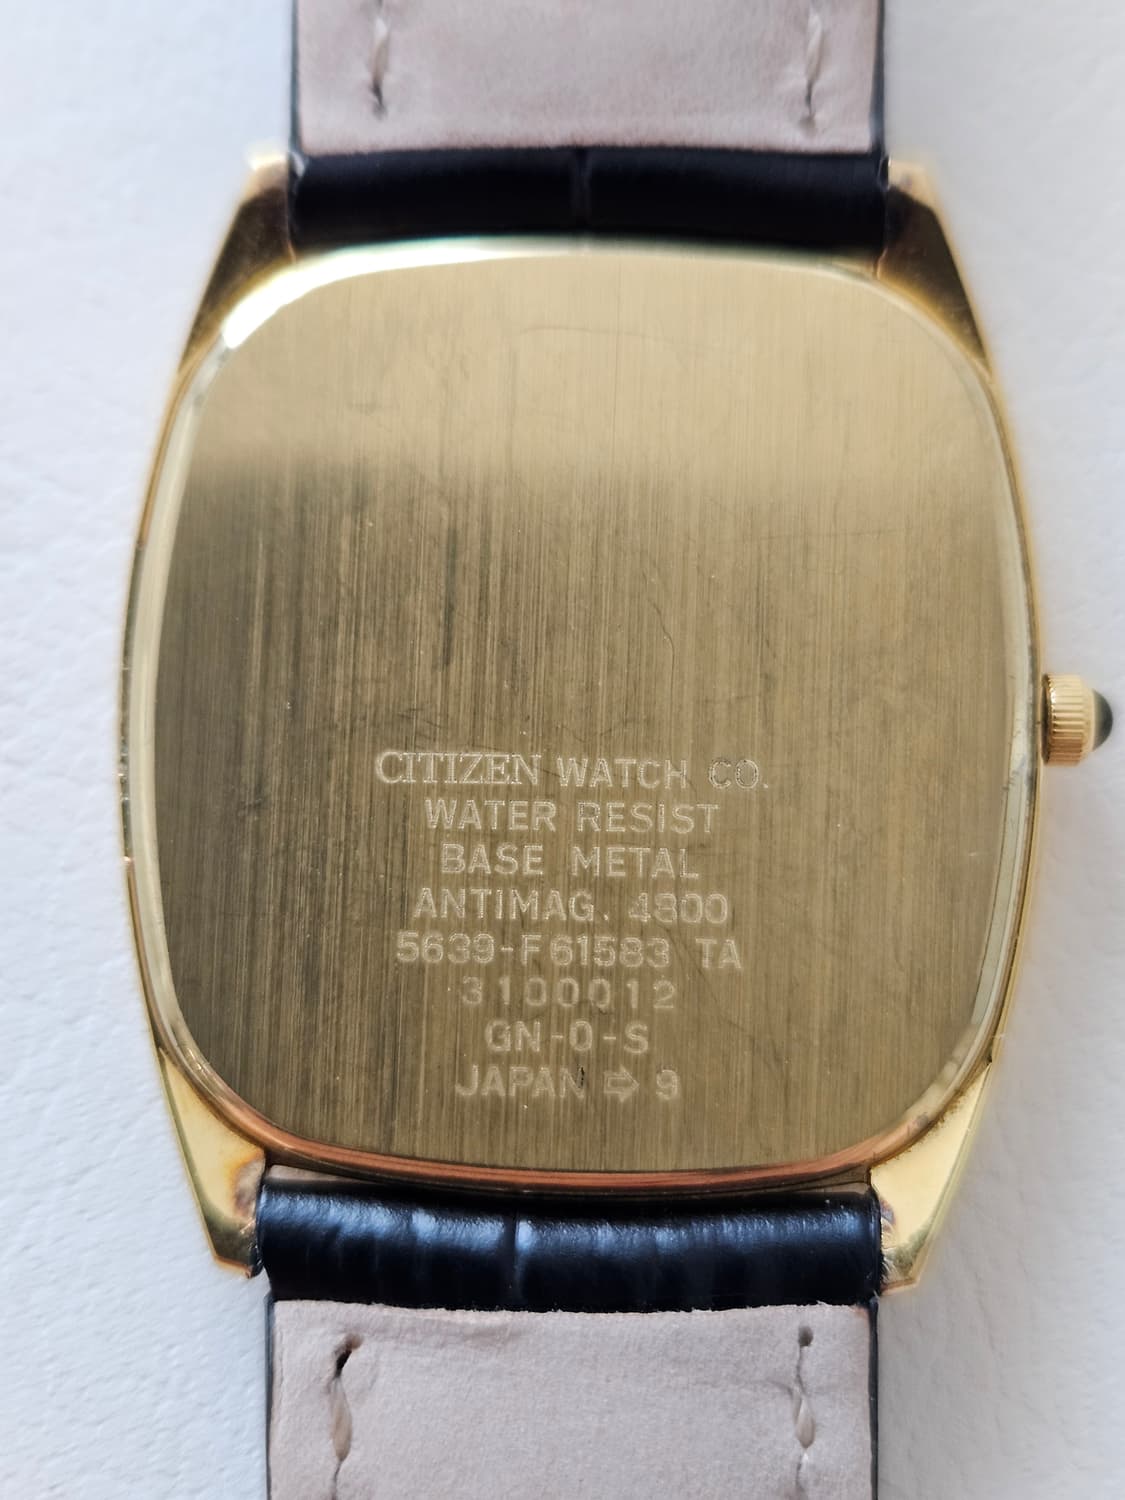 CITIZEN WATCH CO.
WATER RESIST
BASE METAL
ANTIMAG. 4800
5639-F61583 TA
3100012
GN-0-S
JAPAN ⇨ 9